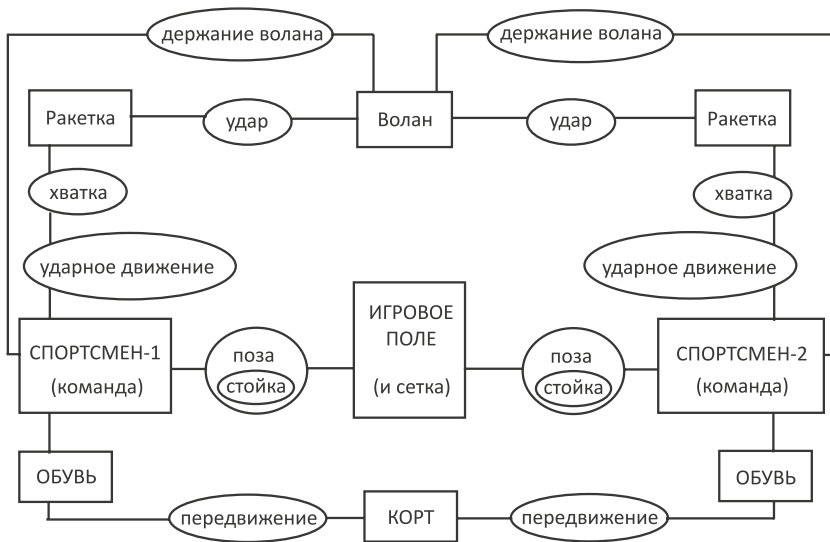 держание волана
держание волана
Ракетка
удар
Волан
удар
Ракетка
хватка
хватка
ударное движение
ударное движение
СПОРТСМЕН-1
(команда)
поза
стойка
ИГРОВОЕ
ПОЛЕ
(и сетка)
поза
стойка
СПОРТСМЕН-2
(команда)
ОБУВЬ
ОБУВЬ
передвижение
КОРТ
передвижение